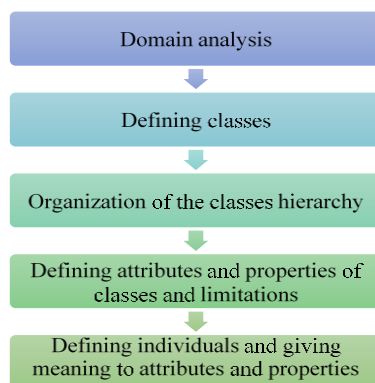 Domain analysis
Defining classes
Organization of the classes hierarchy
Defining attributes and properties of
classes and limitations
Defining individuals and giving
meaning to attributes and properties